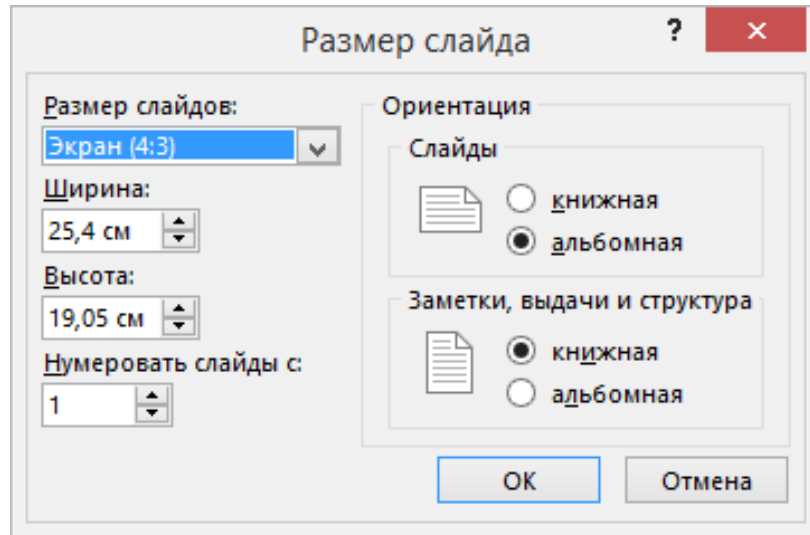 Размер слайда
?
Размер слайдов:
Экран (4:3)
Ширина:
25,4 см
Высота:
19,05 см
Нумеровать слайды с:
1
Ориентация
Слайды
книжная
альбомная
Заметки, выдачи и структура
книжная
альбомная
ОК
Отмена